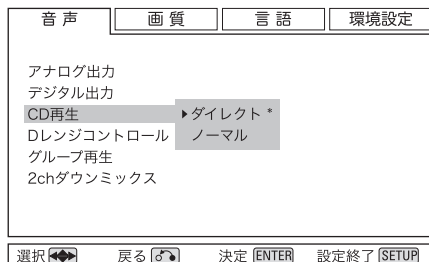 音声 画質 言語 環境設定
アナログ出力
デジタル出力
CD再生 ▶ダイレクト *
Dレンジコントロール ノーマル
グループ再生
2chダウンミックス
選択 戻る 決定 ENTER 設定終了 SETUP